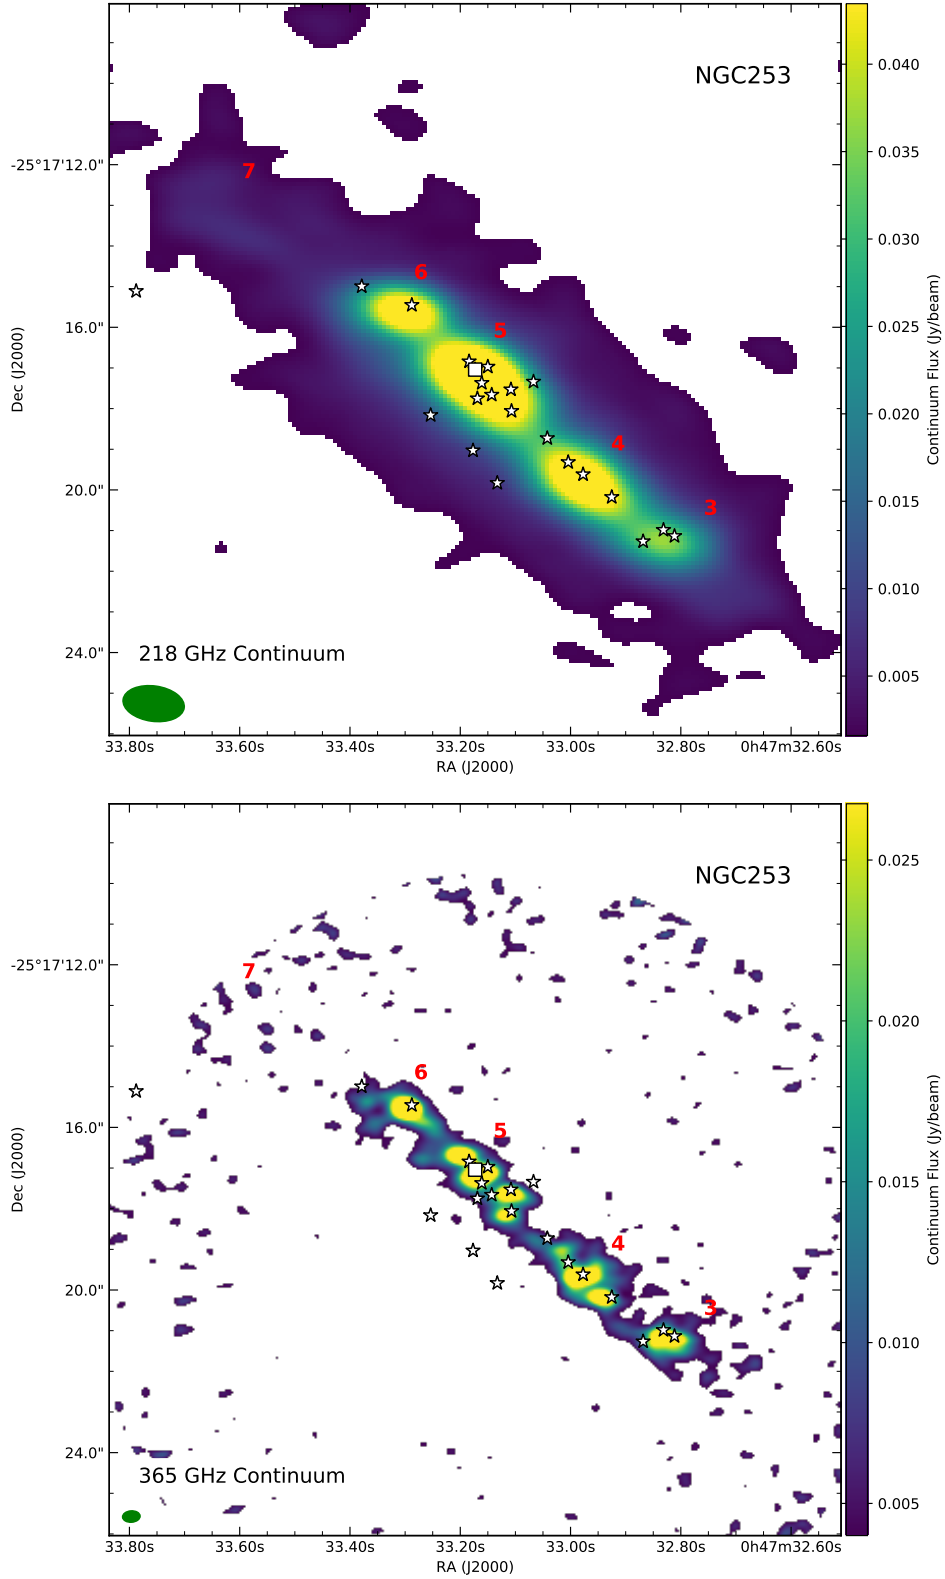 NGC253
0.040
-25°17'12.0"
7
0.035
0.030
6
16.0"
5
0.025
Dec (J2000)
Continuum Flux (Jy/beam)
0.020
4
20.0"
3
0.015
0.010
218 GHz Continuum
24.0"
0.005
33.80s 33.60s 33.40s 33.20s 33.00s 32.80s 0h47m32.60s
RA (J2000)
NGC253
0.025
-25°17'12.0"
7
0.020
6
16.0"
5
Dec (J2000)
Continuum Flux (Jy/beam)
0.015
4
20.0"
3
0.010
24.0"
365 GHz Continuum
0.005
33.80s 33.60s 33.40s 33.20s 33.00s 32.80s 0h47m32.60s
RA (J2000)